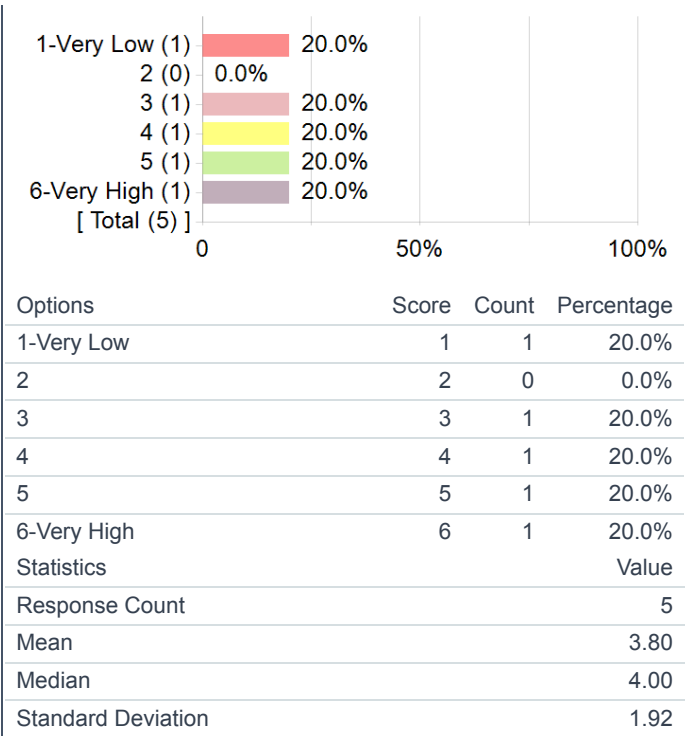 1-Very Low (1) 20.0%
2 (0) 0.0%
3 (1) 20.0%
4 (1) 20.0%
5 (1) 20.0%
6-Very High (1) 20.0%
[ Total (5) ]
0 50% 100%
Options Score Count Percentage
1-Very Low 1 1 20.0%
2 2 0 0.0%
3 3 1 20.0%
4 4 1 20.0%
5 5 1 20.0%
6-Very High 6 1 20.0%
Statistics Value
Response Count 5
Mean 3.80
Median 4.00
Standard Deviation 1.92